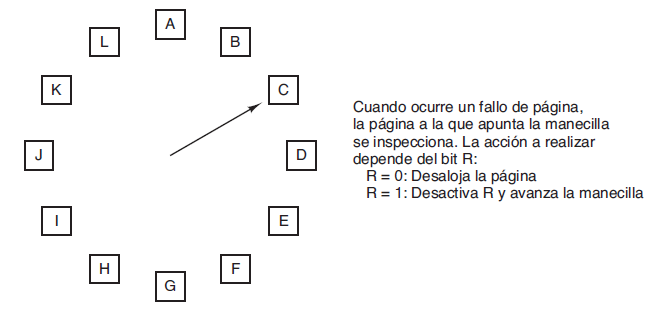 A
L
B
K
C
J
D
I
E
H
F
G
Cuando ocurre un fallo de página,
la página a la que apunta la manecilla
se inspecciona. La acción a realizar
depende del bit R:
R = 0: Desaloja la página
R = 1: Desactiva R y avanza la manecilla